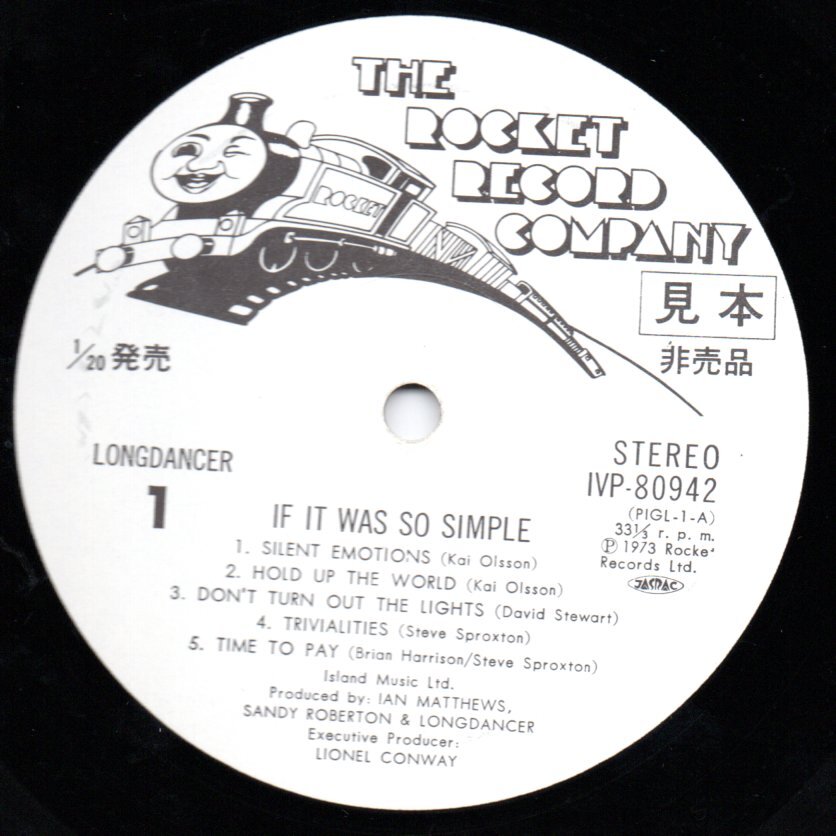 THE
ROCKET
RECORD
COMPANY
ROCKET
見本
非売品
1/20 発売
LONGDANCER
1
STEREO
IVP-80942
(PIGL-1-A)
33⅓ r. p. m.
Ⓟ 1973 Rocket
Records Ltd.
JASRAC
IF IT WAS SO SIMPLE
1. SILENT EMOTIONS (Kai Olsson)
2. HOLD UP THE WORLD (Kai Olsson)
3. DON'T TURN OUT THE LIGHTS (David Stewart)
4. TRIVIALITIES (Steve Sproxton)
5. TIME TO PAY (Brian Harrison/Steve Sproxton)
Island Music Ltd.
Produced by: IAN MATTHEWS,
SANDY ROBERTON & LONGDANCER
Executive Producer:
LIONEL CONWAY